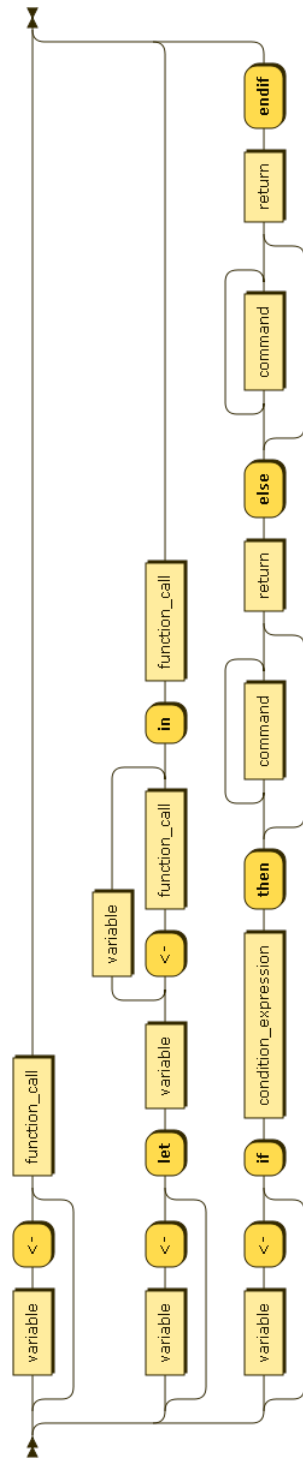 variable <- function_call
variable <- let variable <- function_call variable in function_call
variable <- if condition_expression then command return else command return endif